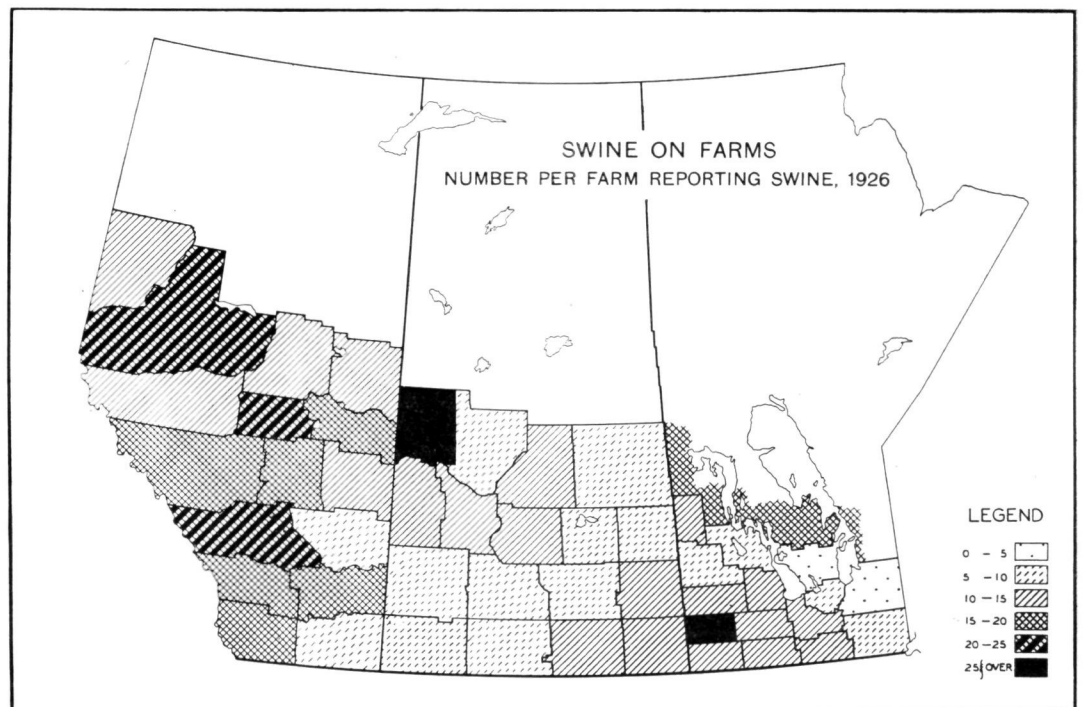 SWINE ON FARMS
NUMBER PER FARM REPORTING SWINE, 1926
LEGEND
0 - 5
5 - 10
10 - 15
15 - 20
20 - 25
25 & OVER